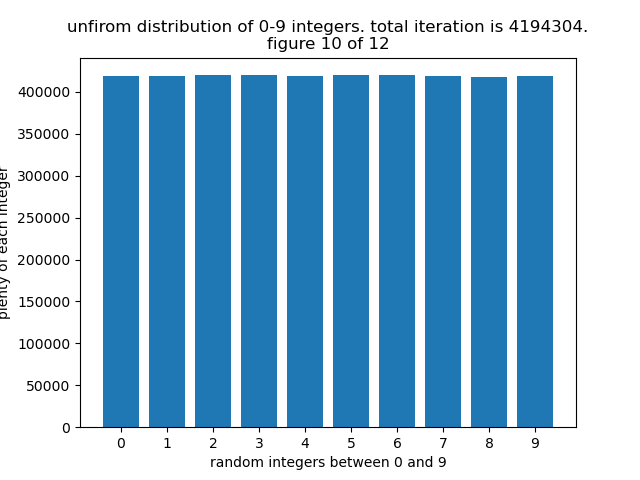 unfirom distribution of 0-9 integers. total iteration is 4194304.
figure 10 of 12
400000
350000
300000
250000
200000
150000
100000
50000
0
plenty of each integer
0 1 2 3 4 5 6 7 8 9
random integers between 0 and 9